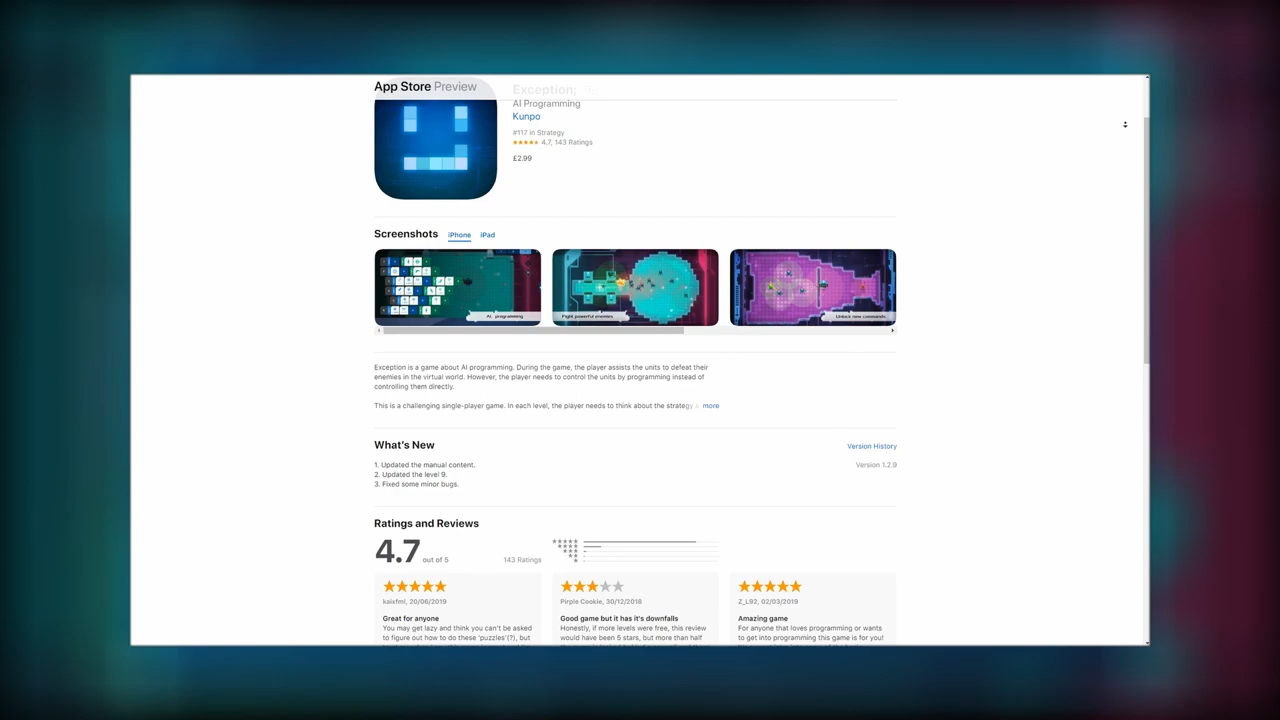 App Store Preview
Exception;
AI Programming
Kunpo
#117 in Strategy
4.7, 143 Ratings
£2.99
Screenshots iPhone iPad
AI programming
Fight powerful enemies
Unlock new commands
Exception is a game about AI programming. During the game, the player assists the units to defeat their
enemies in the virtual world. However, the player needs to control the units by programming instead of
controlling them directly.
This is a challenging single-player game. In each level, the player needs to think about the strategy more
What's New
Version History
1. Updated the manual content.
Version 1.2.9
2. Updated the level 9.
3. Fixed some minor bugs.
Ratings and Reviews
4.7 out of 5
143 Ratings
kaixfml, 20/06/2019
Great for anyone
You may get lazy and think you can't be asked
to figure out how to do these 'puzzles'(?), but
Pirple Cookie, 30/12/2018
Good game but it has it's downfalls
Honestly, if more levels were free, this review
would have been 5 stars, but more than half
Z_L92, 02/03/2019
Amazing game
For anyone that loves programming or wants
to get into programming this game is for you!